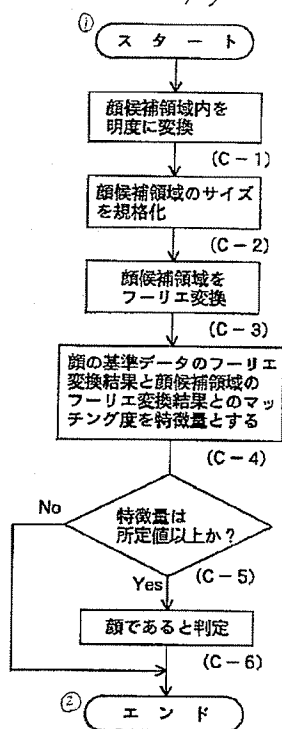 ①
スタート
顔候補領域内を
明度に変換
(C-1)
顔候補領域のサイズ
を規格化
(C-2)
顔候補領域を
フーリエ変換
(C-3)
顔の基準データのフーリエ
変換結果と顔候補領域の
フーリエ変換結果とのマッ
チング度を特徴量とする
(C-4)
No
特徴量は
所定値以上か？
(C-5)
Yes
顔であると判定
(C-6)
②
エンド